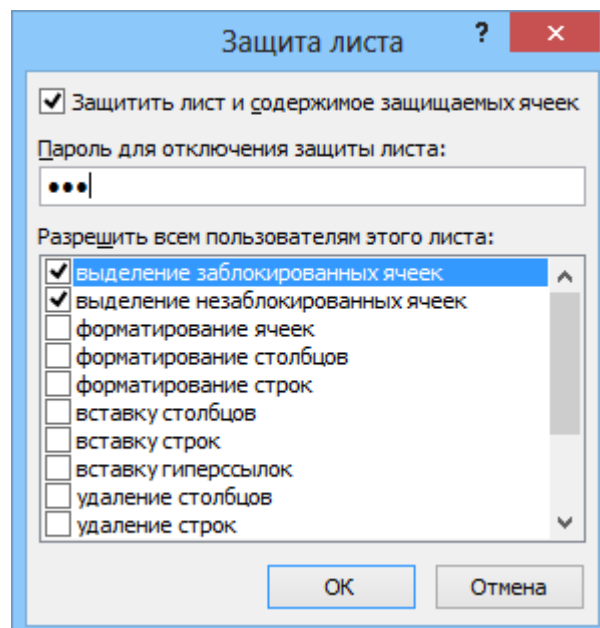 Защита листа ?
Защитить лист и содержимое защищаемых ячеек
Пароль для отключения защиты листа:
•••
Разрешить всем пользователям этого листа:
выделение заблокированных ячеек
выделение незаблокированных ячеек
форматирование ячеек
форматирование столбцов
форматирование строк
вставку столбцов
вставку строк
вставку гиперссылок
удаление столбцов
удаление строк
ОК Отмена